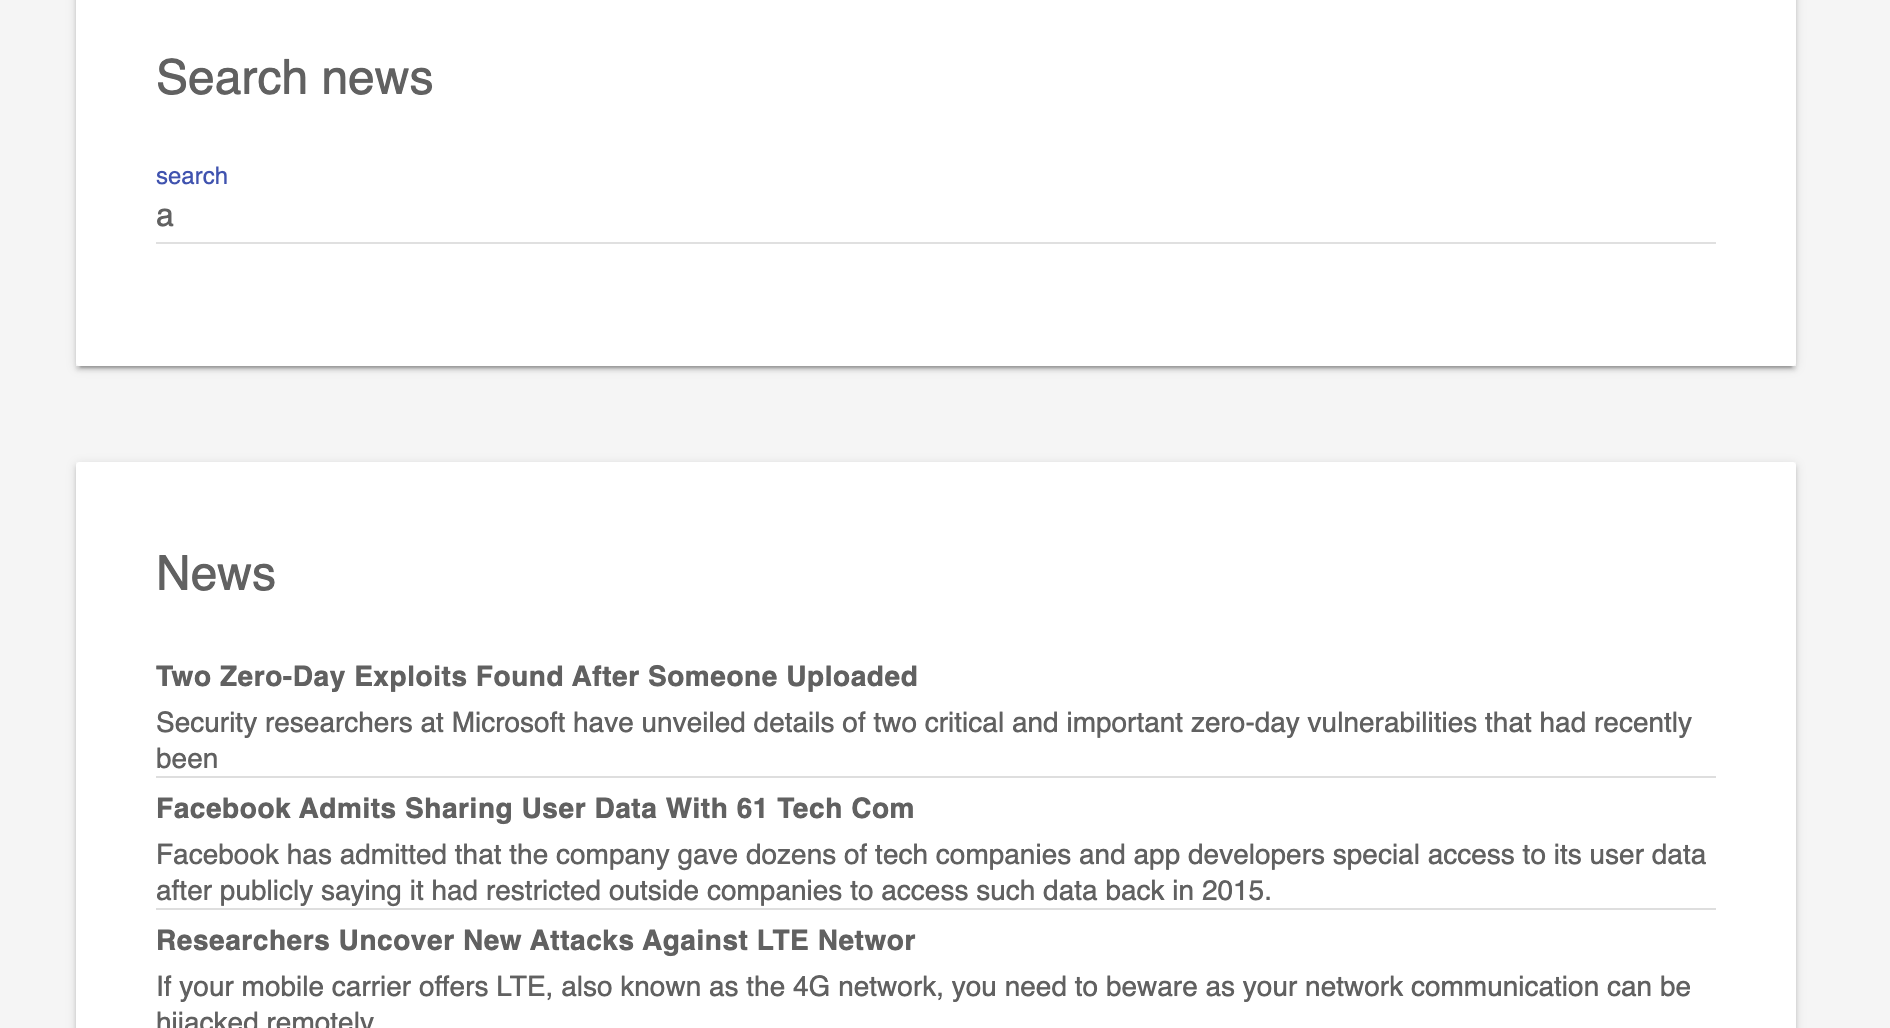 Search news
search
a
News
Two Zero-Day Exploits Found After Someone Uploaded
Security researchers at Microsoft have unveiled details of two critical and important zero-day vulnerabilities that had recently
been
Facebook Admits Sharing User Data With 61 Tech Com
Facebook has admitted that the company gave dozens of tech companies and app developers special access to its user data
after publicly saying it had restricted outside companies to access such data back in 2015.
Researchers Uncover New Attacks Against LTE Networ
If your mobile carrier offers LTE, also known as the 4G network, you need to beware as your network communication can be
hijacked remotely